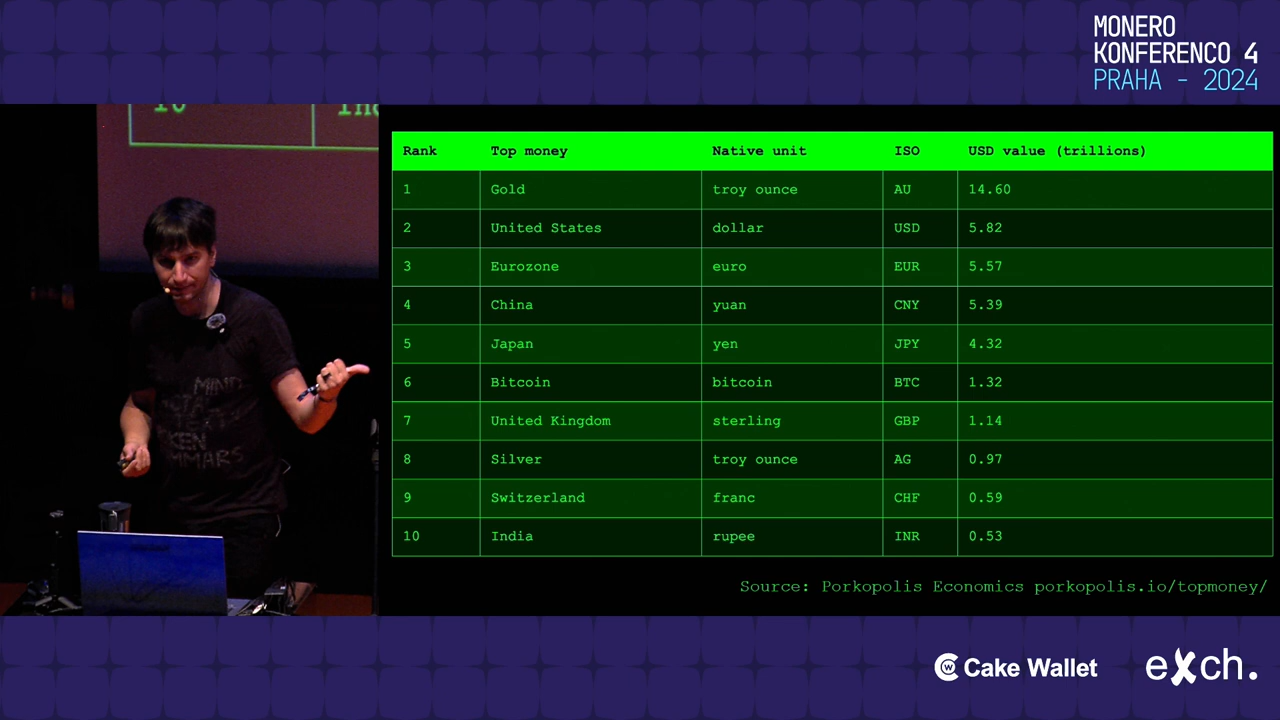 MONERO
KONFERENCO 4
PRAHA - 2024
10
Rank Top money Native unit ISO USD value (trillions)
1 Gold troy ounce AU 14.60
2 United States dollar USD 5.82
3 Eurozone euro EUR 5.57
4 China yuan CNY 5.39
5 Japan yen JPY 4.32
6 Bitcoin bitcoin BTC 1.32
7 United Kingdom sterling GBP 1.14
8 Silver troy ounce AG 0.97
9 Switzerland franc CHF 0.59
10 India rupee INR 0.53
Source: Porkopolis Economics porkopolis.io/topmoney/
MIND
Cake Wallet
exch.